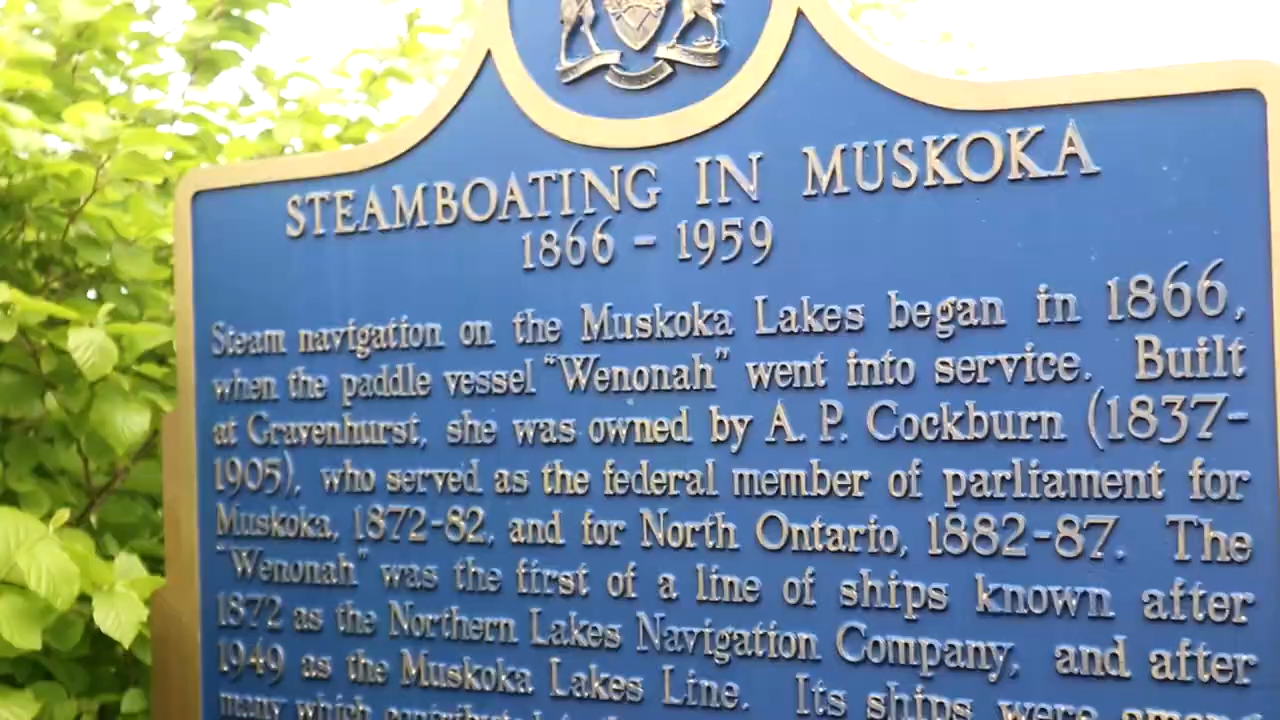 STEAMBOATING IN MUSKOKA
1866 - 1959
Steam navigation on the Muskoka Lakes began in 1866,
when the paddle vessel "Wenonah" went into service. Built
at Gravenhurst, she was owned by A. P. Cockburn (1837-
1905), who served as the federal member of parliament for
Muskoka, 1872-82, and for North Ontario, 1882-87. The
"Wenonah" was the first of a line of ships known after
1872 as the Northern Lakes Navigation Company, and after
1949 as the Muskoka Lakes Line. Its ships were among
many which